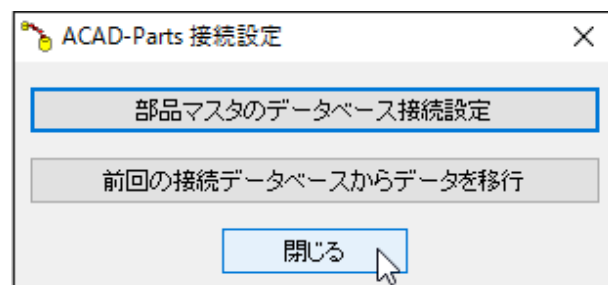 ACAD-Parts 接続設定
部品マスタのデータベース接続設定
前回の接続データベースからデータを移行
閉じる